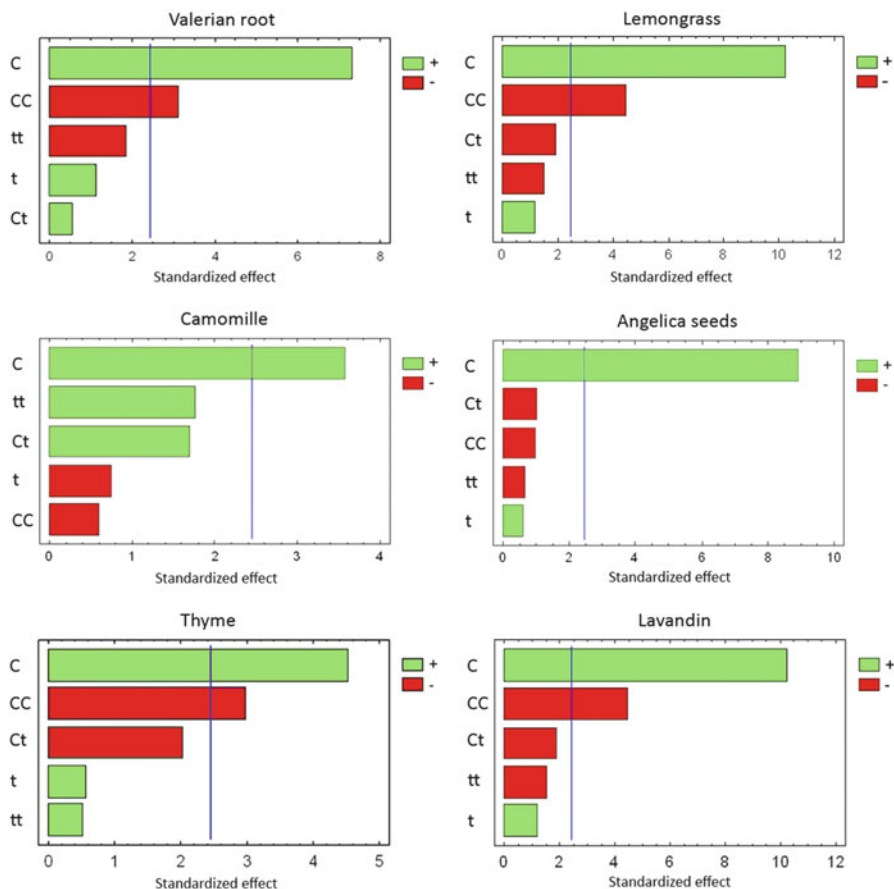 Valerian root
C
CC
tt
t
Ct
+
-
0 2 4 6 8
Standardized effect
Lemongrass
C
CC
Ct
tt
t
+
-
0 2 4 6 8 10 12
Standardized effect
Camomille
C
tt
Ct
t
CC
+
-
0 1 2 3 4
Standardized effect
Angelica seeds
C
Ct
CC
tt
t
+
-
0 2 4 6 8 10
Standardized effect
Thyme
C
CC
Ct
t
tt
+
-
0 1 2 3 4 5
Standardized effect
Lavandin
C
CC
Ct
tt
t
+
-
0 2 4 6 8 10 12
Standardized effect